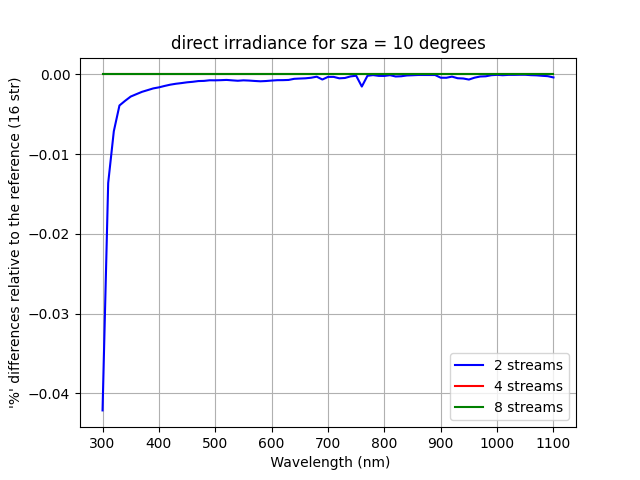 direct irradiance for sza = 10 degrees
'%' differences relative to the reference (16 str)
0.00
−0.01
−0.02
−0.03
−0.04
2 streams
4 streams
8 streams
300 400 500 600 700 800 900 1000 1100
Wavelength (nm)